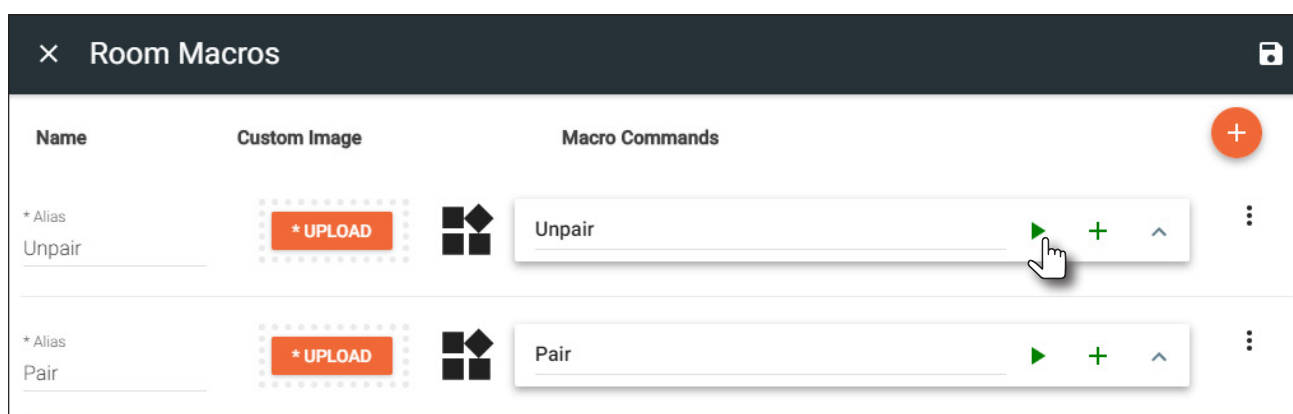 Room Macros
Name Custom Image Macro Commands
* Alias
Unpair
* UPLOAD
Unpair
* Alias
Pair
* UPLOAD
Pair